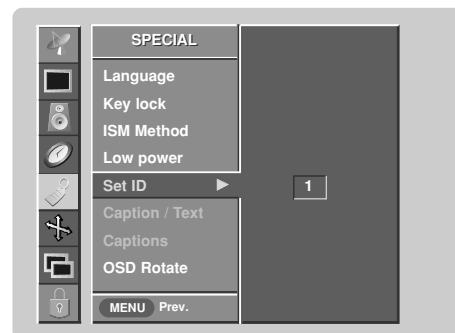 SPECIAL
Language
Key lock
ISM Method
Low power
Set ID ▶ 1
Caption / Text
Captions
OSD Rotate
MENU Prev.